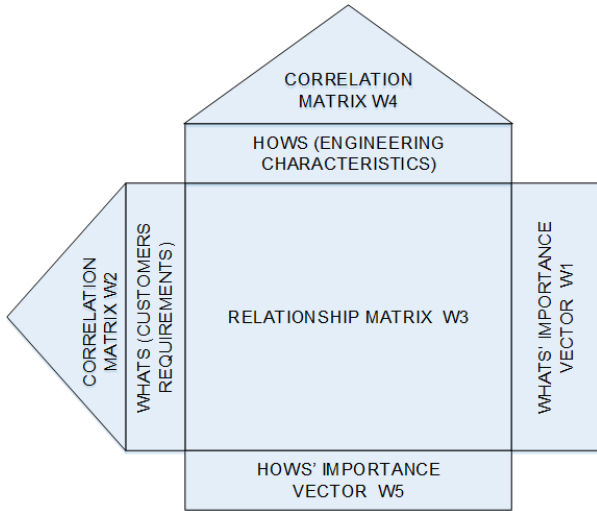 CORRELATION
MATRIX W4
HOWS (ENGINEERING
CHARACTERISTICS)
CORRELATION
MATRIX W2
WHATS (CUSTOMERS
REQUIREMENTS)
RELATIONSHIP MATRIX W3
WHATS' IMPORTANCE
VECTOR W1
HOWS' IMPORTANCE
VECTOR W5